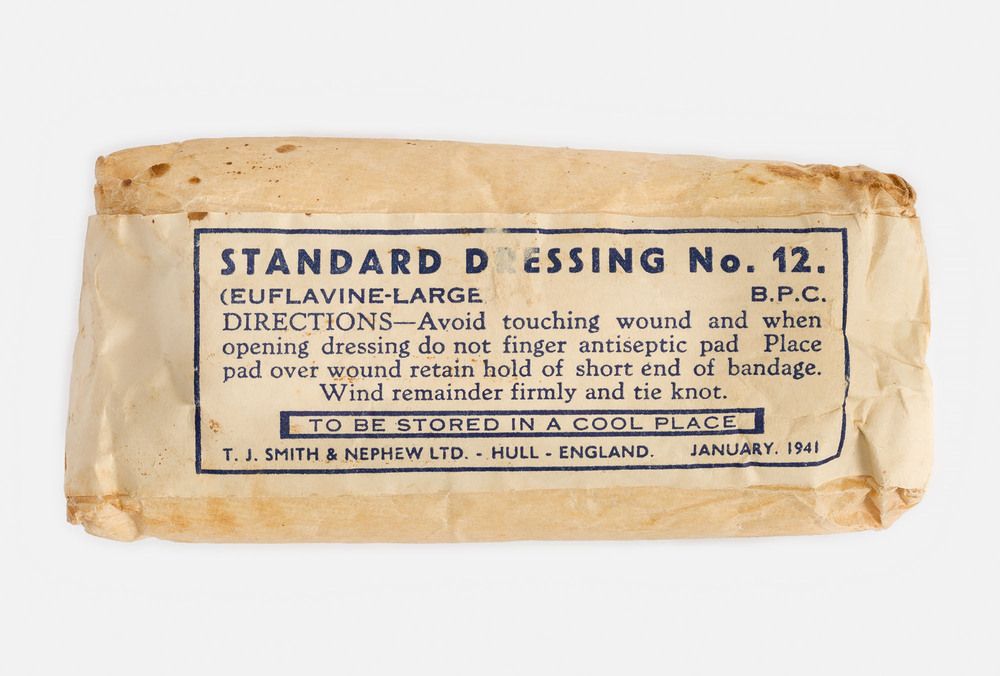 STANDARD DRESSING No. 12.
(EUFLAVINE-LARGE B.P.C.
DIRECTIONS—Avoid touching wound and when
opening dressing do not finger antiseptic pad Place
pad over wound retain hold of short end of bandage.
Wind remainder firmly and tie knot.
TO BE STORED IN A COOL PLACE
T. J. SMITH & NEPHEW LTD. - HULL - ENGLAND. JANUARY. 1941